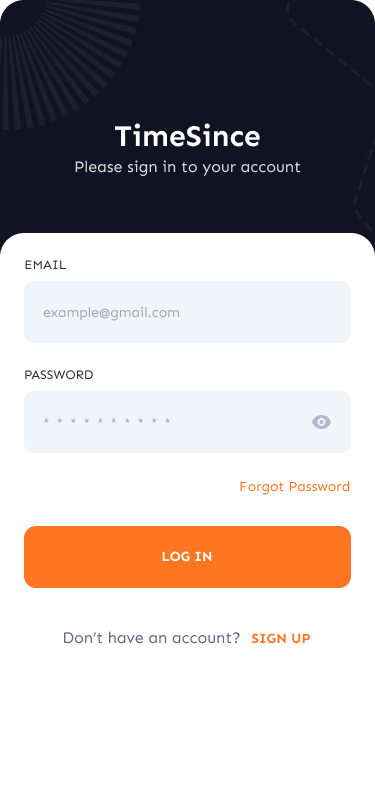 TimeSince
Please sign in to your account
EMAIL
example@gmail.com
PASSWORD
* * * * * * * * * *
Forgot Password
LOG IN
Don’t have an account? SIGN UP